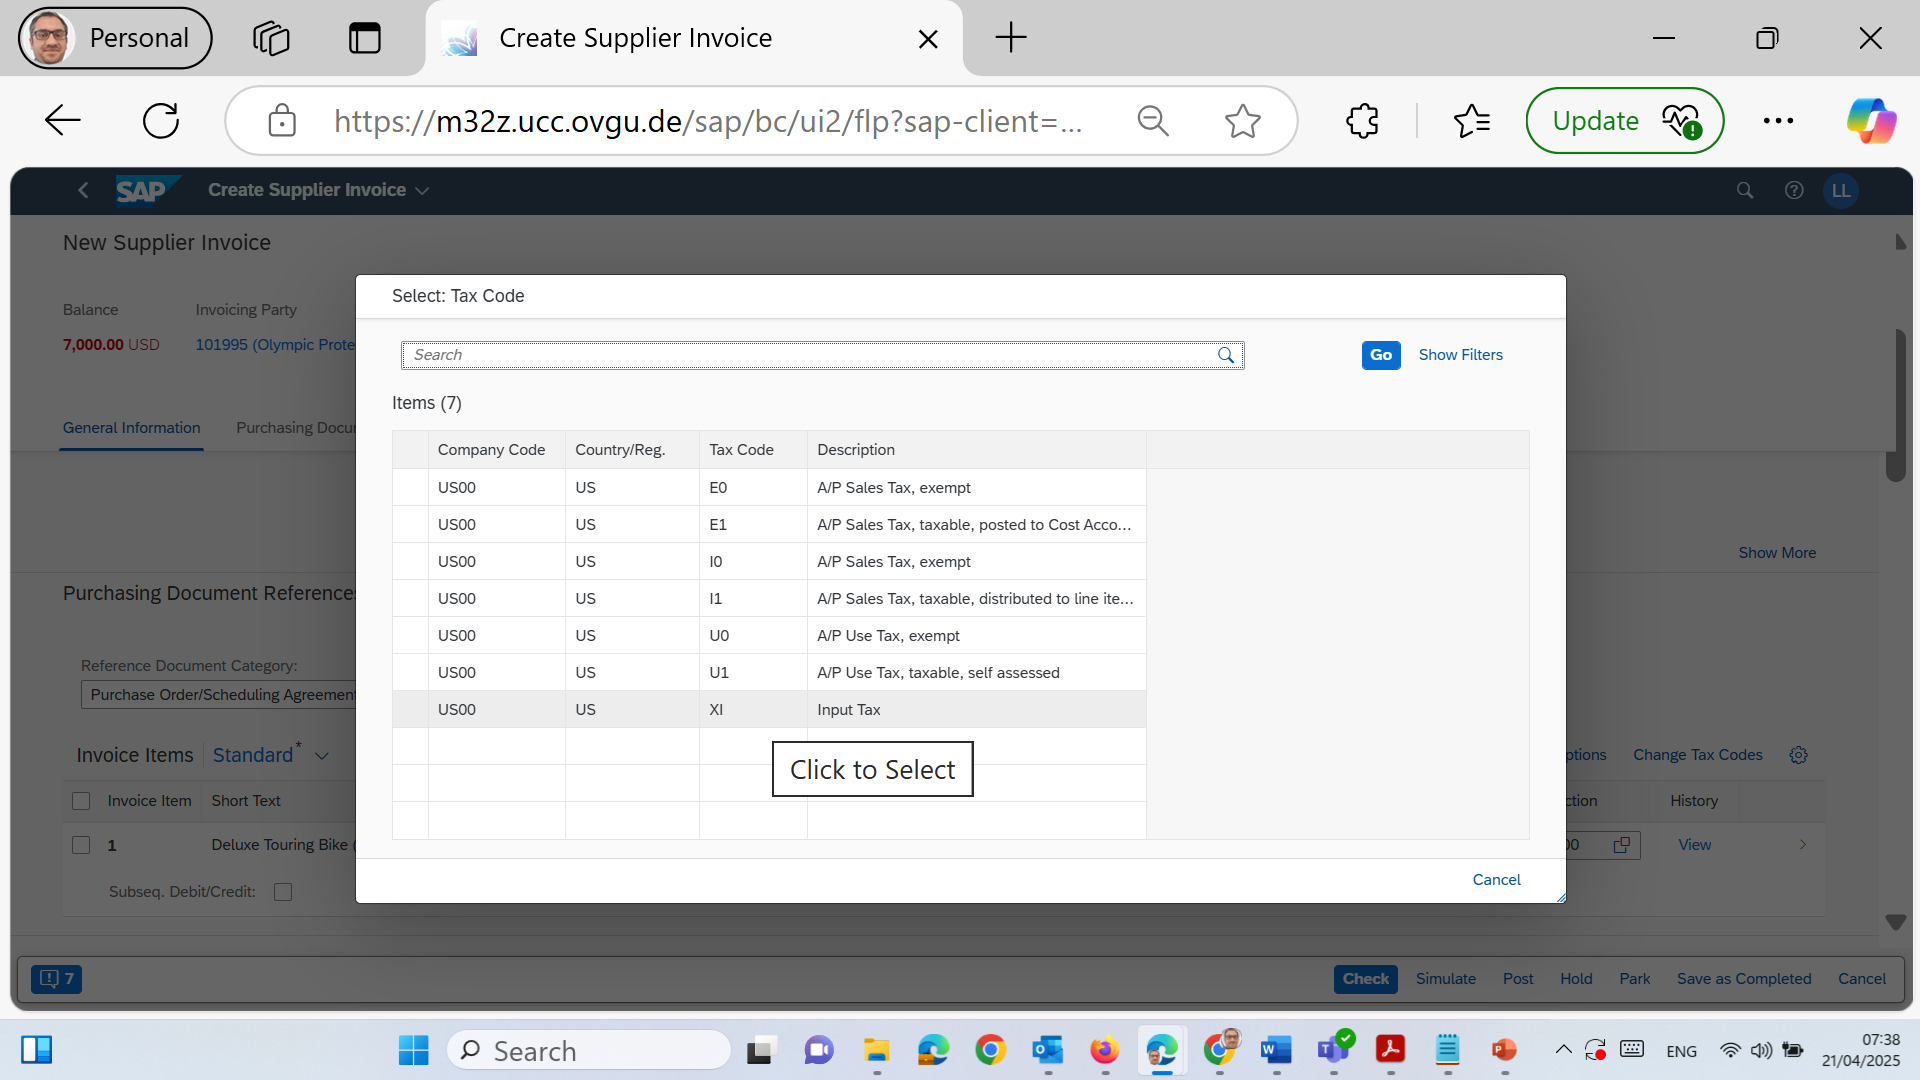 Personal
Create Supplier Invoice
https://m32z.ucc.ovgu.de/sap/bc/ui2/flp?sap-client=...
Update
SAP
Create Supplier Invoice
LL
New Supplier Invoice
Balance
Invoicing Party
7,000.00 USD
101995 (Olympic Prote
General Information
Purchasing Docu
Show More
Purchasing Document References
Reference Document Category:
Purchase Order/Scheduling Agreement
Invoice Items
Standard*
ptions
Change Tax Codes
Invoice Item
Short Text
ction
History
1
Deluxe Touring Bike (
00
View
Subseq. Debit/Credit:
Select: Tax Code
Search
Go
Show Filters
Items (7)
Company Code Country/Reg. Tax Code Description
US00 US E0 A/P Sales Tax, exempt
US00 US E1 A/P Sales Tax, taxable, posted to Cost Acco...
US00 US I0 A/P Sales Tax, exempt
US00 US I1 A/P Sales Tax, taxable, distributed to line ite...
US00 US U0 A/P Use Tax, exempt
US00 US U1 A/P Use Tax, taxable, self assessed
US00 US XI Input Tax
Click to Select
Cancel
7
Check
Simulate
Post
Hold
Park
Save as Completed
Cancel
Search
ENG
07:38
21/04/2025